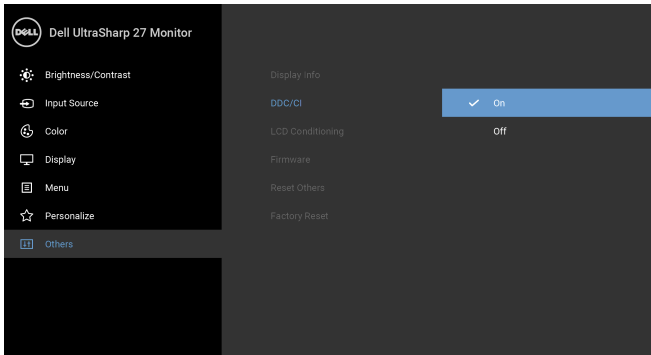 DELL Dell UltraSharp 27 Monitor
Brightness/Contrast
Input Source
Color
Display
Menu
Personalize
Others
Display Info
DDC/CI
LCD Conditioning
Firmware
Reset Others
Factory Reset
On
Off